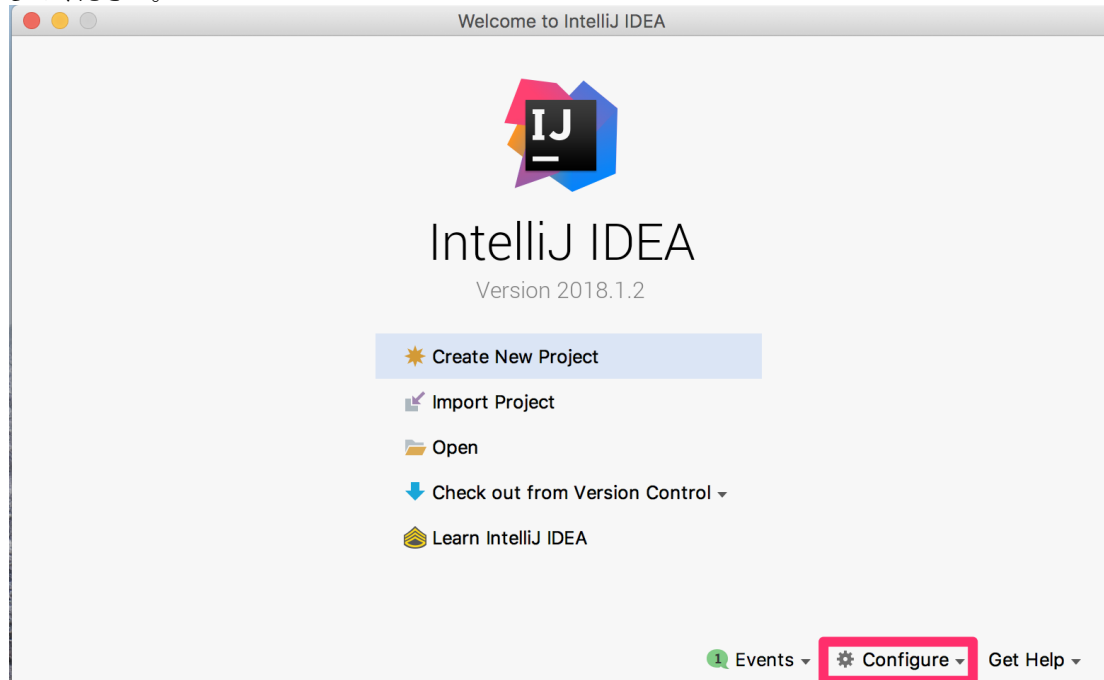 Welcome to IntelliJ IDEA
IJ
IntelliJ IDEA
Version 2018.1.2
Create New Project
Import Project
Open
Check out from Version Control
Learn IntelliJ IDEA
1 Events Configure Get Help